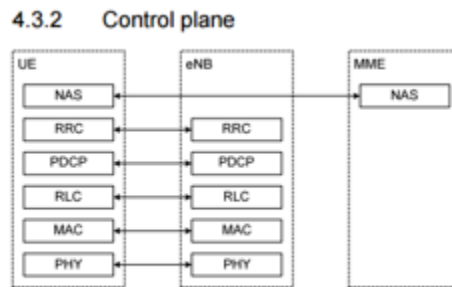 4.3.2 Control plane
UE eNB MME
NAS NAS
RRC RRC
PDCP PDCP
RLC RLC
MAC MAC
PHY PHY